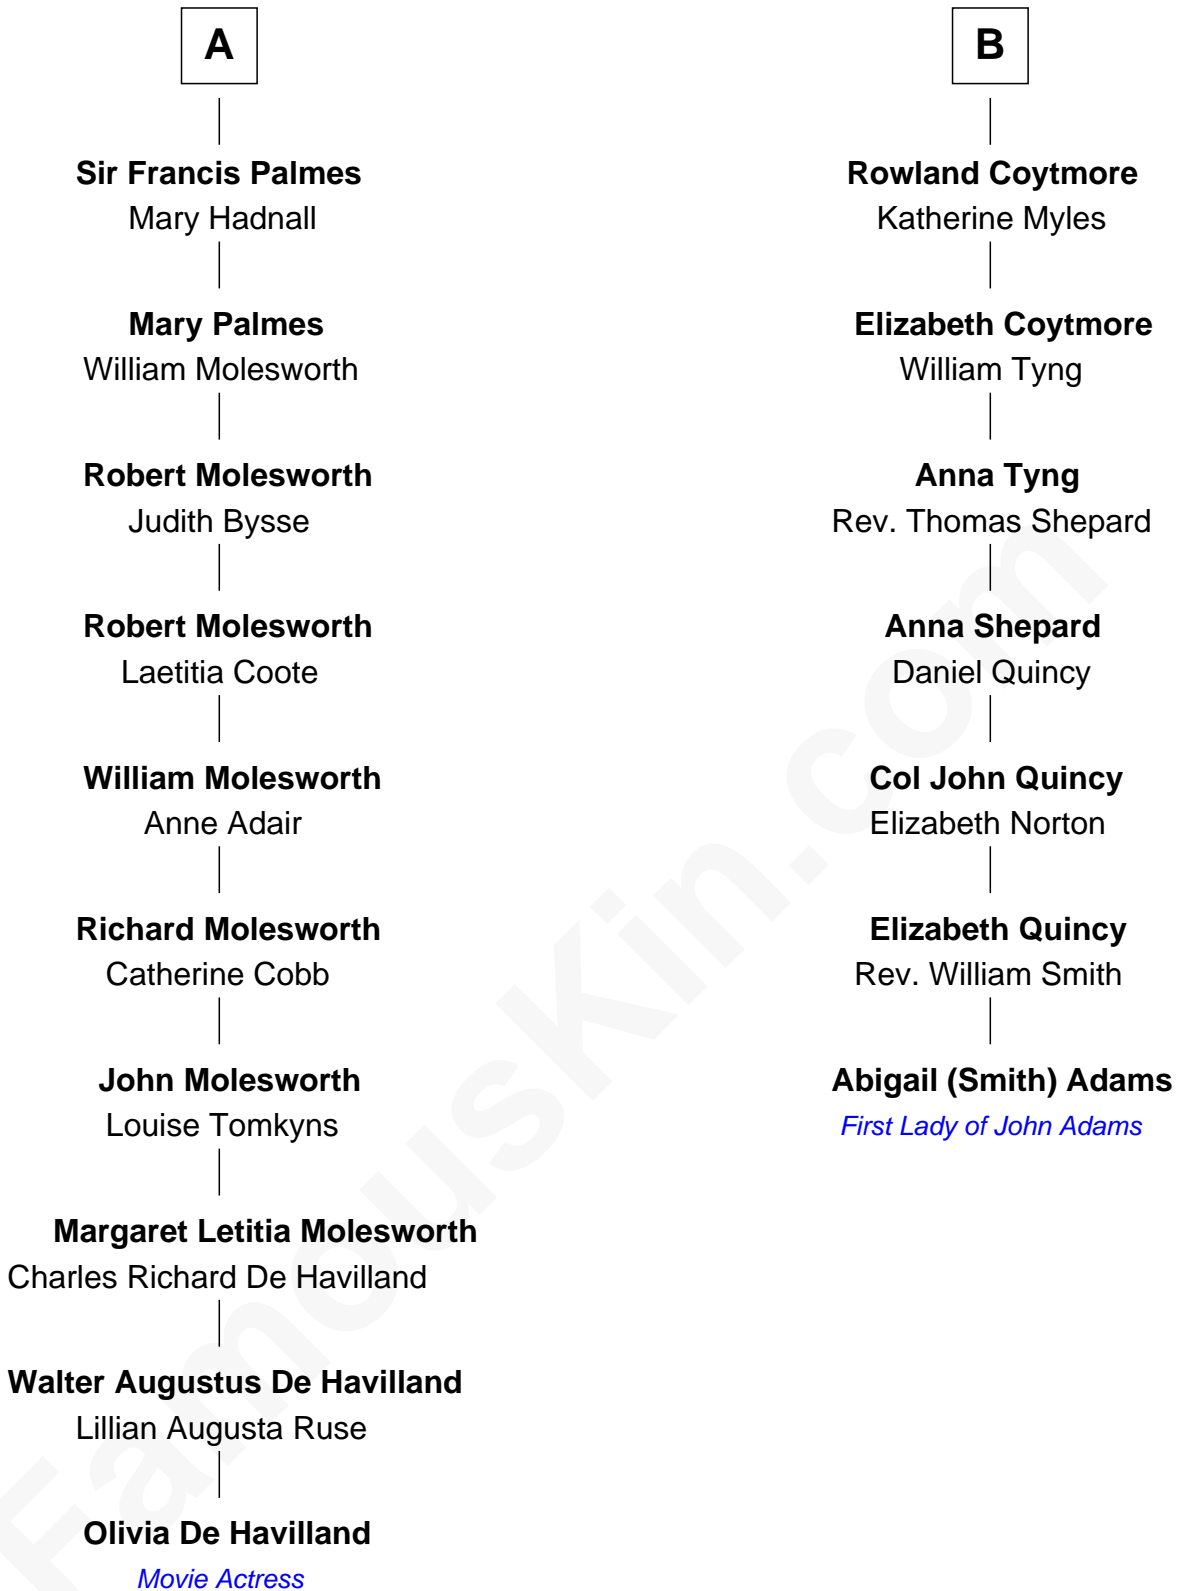 A
Sir Francis Palmes
Mary Hadnall
Mary Palmes
William Molesworth
Robert Molesworth
Judith Bysse
Robert Molesworth
Laetitia Coote
William Molesworth
Anne Adair
Richard Molesworth
Catherine Cobb
John Molesworth
Louise Tomkyns
Margaret Letitia Molesworth
Charles Richard De Havilland
Walter Augustus De Havilland
Lillian Augusta Ruse
Olivia De Havilland
Movie Actress
B
Rowland Coytmore
Katherine Myles
Elizabeth Coytmore
William Tyng
Anna Tyng
Rev. Thomas Shepard
Anna Shepard
Daniel Quincy
Col John Quincy
Elizabeth Norton
Elizabeth Quincy
Rev. William Smith
Abigail (Smith) Adams
First Lady of John Adams
FamousKin.com